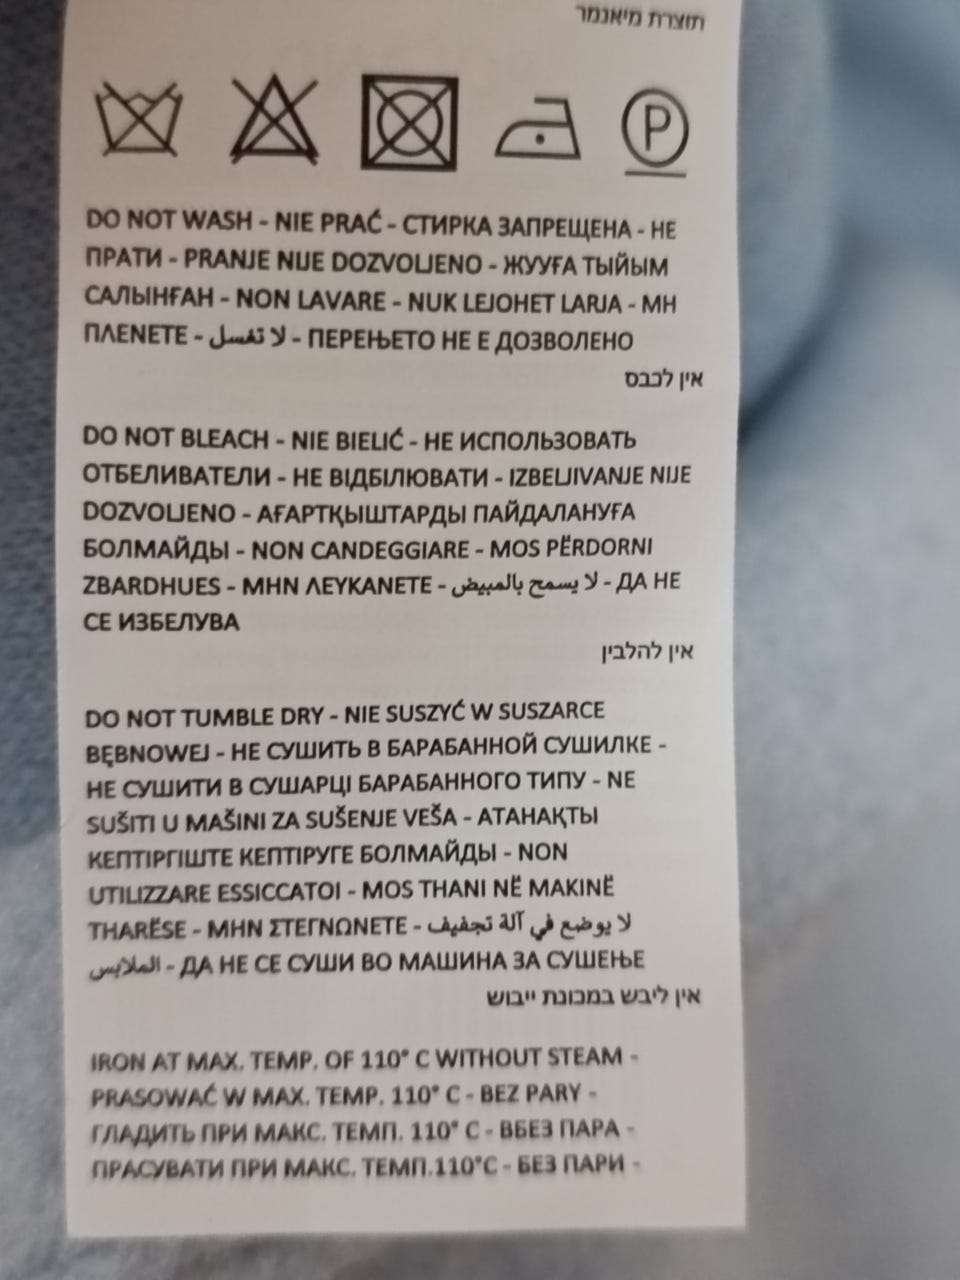 תוצרת מיאנמר
P
DO NOT WASH - NIE PRAĆ - СТИРКА ЗАПРЕЩЕНА - НЕ
ПРАТИ - PRANJE NIJE DOZVOLJENO - ЖУУҒА ТЫЙЫМ
САЛЫНҒАН - NON LAVARE - NUK LEJOHET LARJA - ΜΗ
ΠΛΕΝΕΤΕ - لا تغسل - ПЕРЕЊЕТО НЕ Е ДОЗВОЛЕНО
אין לכבס
DO NOT BLEACH - NIE BIELIĆ - НЕ ИСПОЛЬЗОВАТЬ
ОТБЕЛИВАТЕЛИ - НЕ ВІДБІЛЮВАТИ - IZBELJIVANJE NIJE
DOZVOLJENO - АҒАРТҚЫШТАРДЫ ПАЙДАЛАНУҒА
БОЛМАЙДЫ - NON CANDEGGIARE - MOS PËRDORNI
ZBARDHUES - ΜΗΝ ΛΕΥΚΑΝΕΤΕ - لا يسمح بالمبيض - ДА НЕ
СЕ ИЗБЕЛУВА
אין להלבין
DO NOT TUMBLE DRY - NIE SUSZYĆ W SUSZARCE
BĘBNOWEJ - НЕ СУШИТЬ В БАРАБАННОЙ СУШИЛКЕ -
НЕ СУШИТИ В СУШАРЦІ БАРАБАННОГО ТИПУ - NE
SUŠITI U MAŠINI ZA SUŠENJE VEŠA - АТАНАҚТЫ
КЕПТІРГІШТЕ КЕПТІРУГЕ БОЛМАЙДЫ - NON
UTILIZZARE ESSICCATOI - MOS THANI NË MAKINË
THARËSE - ΜΗΝ ΣΤΕΓΝΩΝΕΤΕ - لا يوضع في آلة تجفيف
الملابس - ДА НЕ СЕ СУШИ ВО МАШИНА ЗА СУШЕЊЕ
אין ליבש במכונת ייבוש
IRON AT MAX. TEMP. OF 110° C WITHOUT STEAM -
PRASOWAĆ W MAX. TEMP. 110° C - BEZ PARY -
ГЛАДИТЬ ПРИ МАКС. ТЕМП. 110° C - ВБЕЗ ПАРА -
ПРАСУВАТИ ПРИ МАКС. ТЕМП.110°C - БЕЗ ПАРИ -